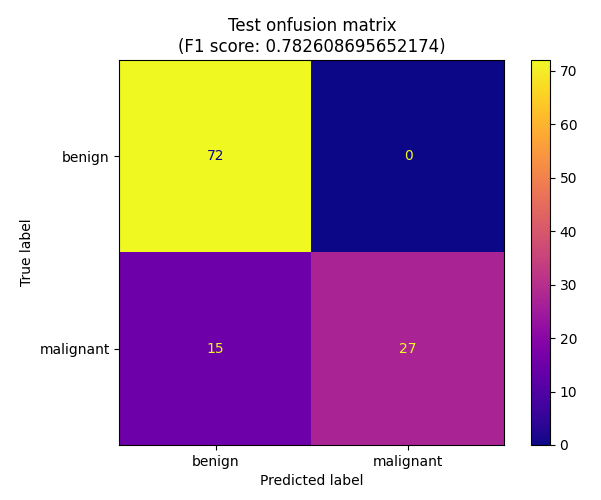 Test onfusion matrix
(F1 score: 0.782608695652174)
benign
72
0
malignant
15
27
True label
benign
malignant
Predicted label
70
60
50
40
30
20
10
0